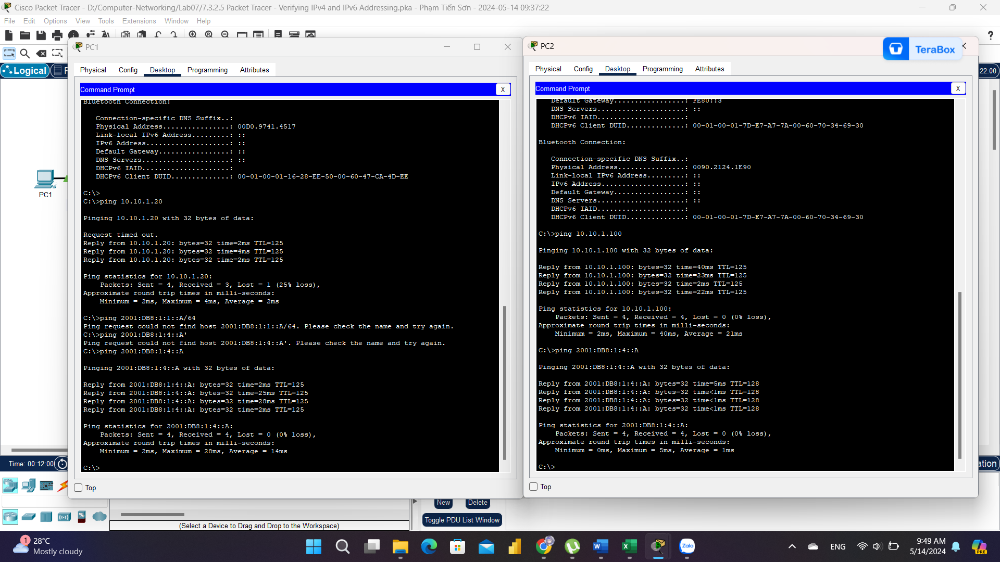 Cisco Packet Tracer - D:/Computer-Networking/Lab07/7.3.2.5 Packet Tracer - Verifying IPv4 and IPv6 Addressing.pka - Phạm Tiến Sơn - 2024-05-14 09:37:22
File Edit Options View Tools Extensions Window Help
Logical
PC1
Time: 00:12:00
PC1
Physical Config Desktop Programming Attributes
Command Prompt X
Bluetooth Connection:
Connection-specific DNS Suffix..:
Physical Address................: 00D0.9741.4517
Link-local IPv6 Address.........: ::
IPv6 Address....................: ::
Default Gateway.................: ::
DNS Servers.....................: ::
DHCPv6 IAID.....................:
DHCPv6 Client DUID..............: 00-01-00-01-16-28-EE-50-00-60-47-CA-4D-EE
C:\>
C:\>ping 10.10.1.20
Pinging 10.10.1.20 with 32 bytes of data:
Request timed out.
Reply from 10.10.1.20: bytes=32 time=2ms TTL=125
Reply from 10.10.1.20: bytes=32 time=4ms TTL=125
Reply from 10.10.1.20: bytes=32 time=2ms TTL=125
Ping statistics for 10.10.1.20:
Packets: Sent = 4, Received = 3, Lost = 1 (25% loss),
Approximate round trip times in milli-seconds:
Minimum = 2ms, Maximum = 4ms, Average = 2ms
C:\>ping 2001:DB8:1:1::A/64
Ping request could not find host 2001:DB8:1:1::A/64. Please check the name and try again.
C:\>ping 2001:DB8:1:4::A'
Ping request could not find host 2001:DB8:1:4::A'. Please check the name and try again.
C:\>ping 2001:DB8:1:4::A
Pinging 2001:DB8:1:4::A with 32 bytes of data:
Reply from 2001:DB8:1:4::A: bytes=32 time=2ms TTL=125
Reply from 2001:DB8:1:4::A: bytes=32 time=25ms TTL=125
Reply from 2001:DB8:1:4::A: bytes=32 time=28ms TTL=125
Reply from 2001:DB8:1:4::A: bytes=32 time=2ms TTL=125
Ping statistics for 2001:DB8:1:4::A:
Packets: Sent = 4, Received = 4, Lost = 0 (0% loss),
Approximate round trip times in milli-seconds:
Minimum = 2ms, Maximum = 28ms, Average = 14ms
C:\>
Top
PC2
TeraBox
22:00
Physical Config Desktop Programming Attributes
Command Prompt X
Default Gateway.................: FE80::3
DNS Servers.....................: ::
DHCPv6 IAID.....................:
DHCPv6 Client DUID..............: 00-01-00-01-7D-E7-A7-7A-00-60-70-34-69-30
Bluetooth Connection:
Connection-specific DNS Suffix..:
Physical Address................: 0090.2124.1E90
Link-local IPv6 Address.........: ::
IPv6 Address....................: ::
Default Gateway.................: ::
DNS Servers.....................: ::
DHCPv6 IAID.....................:
DHCPv6 Client DUID..............: 00-01-00-01-7D-E7-A7-7A-00-60-70-34-69-30
C:\>ping 10.10.1.100
Pinging 10.10.1.100 with 32 bytes of data:
Reply from 10.10.1.100: bytes=32 time=40ms TTL=125
Reply from 10.10.1.100: bytes=32 time=23ms TTL=125
Reply from 10.10.1.100: bytes=32 time=2ms TTL=125
Reply from 10.10.1.100: bytes=32 time=22ms TTL=125
Ping statistics for 10.10.1.100:
Packets: Sent = 4, Received = 4, Lost = 0 (0% loss),
Approximate round trip times in milli-seconds:
Minimum = 2ms, Maximum = 40ms, Average = 21ms
C:\>ping 2001:DB8:1:4::A
Pinging 2001:DB8:1:4::A with 32 bytes of data:
Reply from 2001:DB8:1:4::A: bytes=32 time=5ms TTL=128
Reply from 2001:DB8:1:4::A: bytes=32 time<1ms TTL=128
Reply from 2001:DB8:1:4::A: bytes=32 time<1ms TTL=128
Reply from 2001:DB8:1:4::A: bytes=32 time<1ms TTL=128
Ping statistics for 2001:DB8:1:4::A:
Packets: Sent = 4, Received = 4, Lost = 0 (0% loss),
Approximate round trip times in milli-seconds:
Minimum = 0ms, Maximum = 5ms, Average = 1ms
C:\>
Top
ation
New Delete
Toggle PDU List Window
(Select a Device to Drag and Drop to the Workspace)
1
28°C
Mostly cloudy
Zalo
ENG
9:49 AM
5/14/2024
PRE